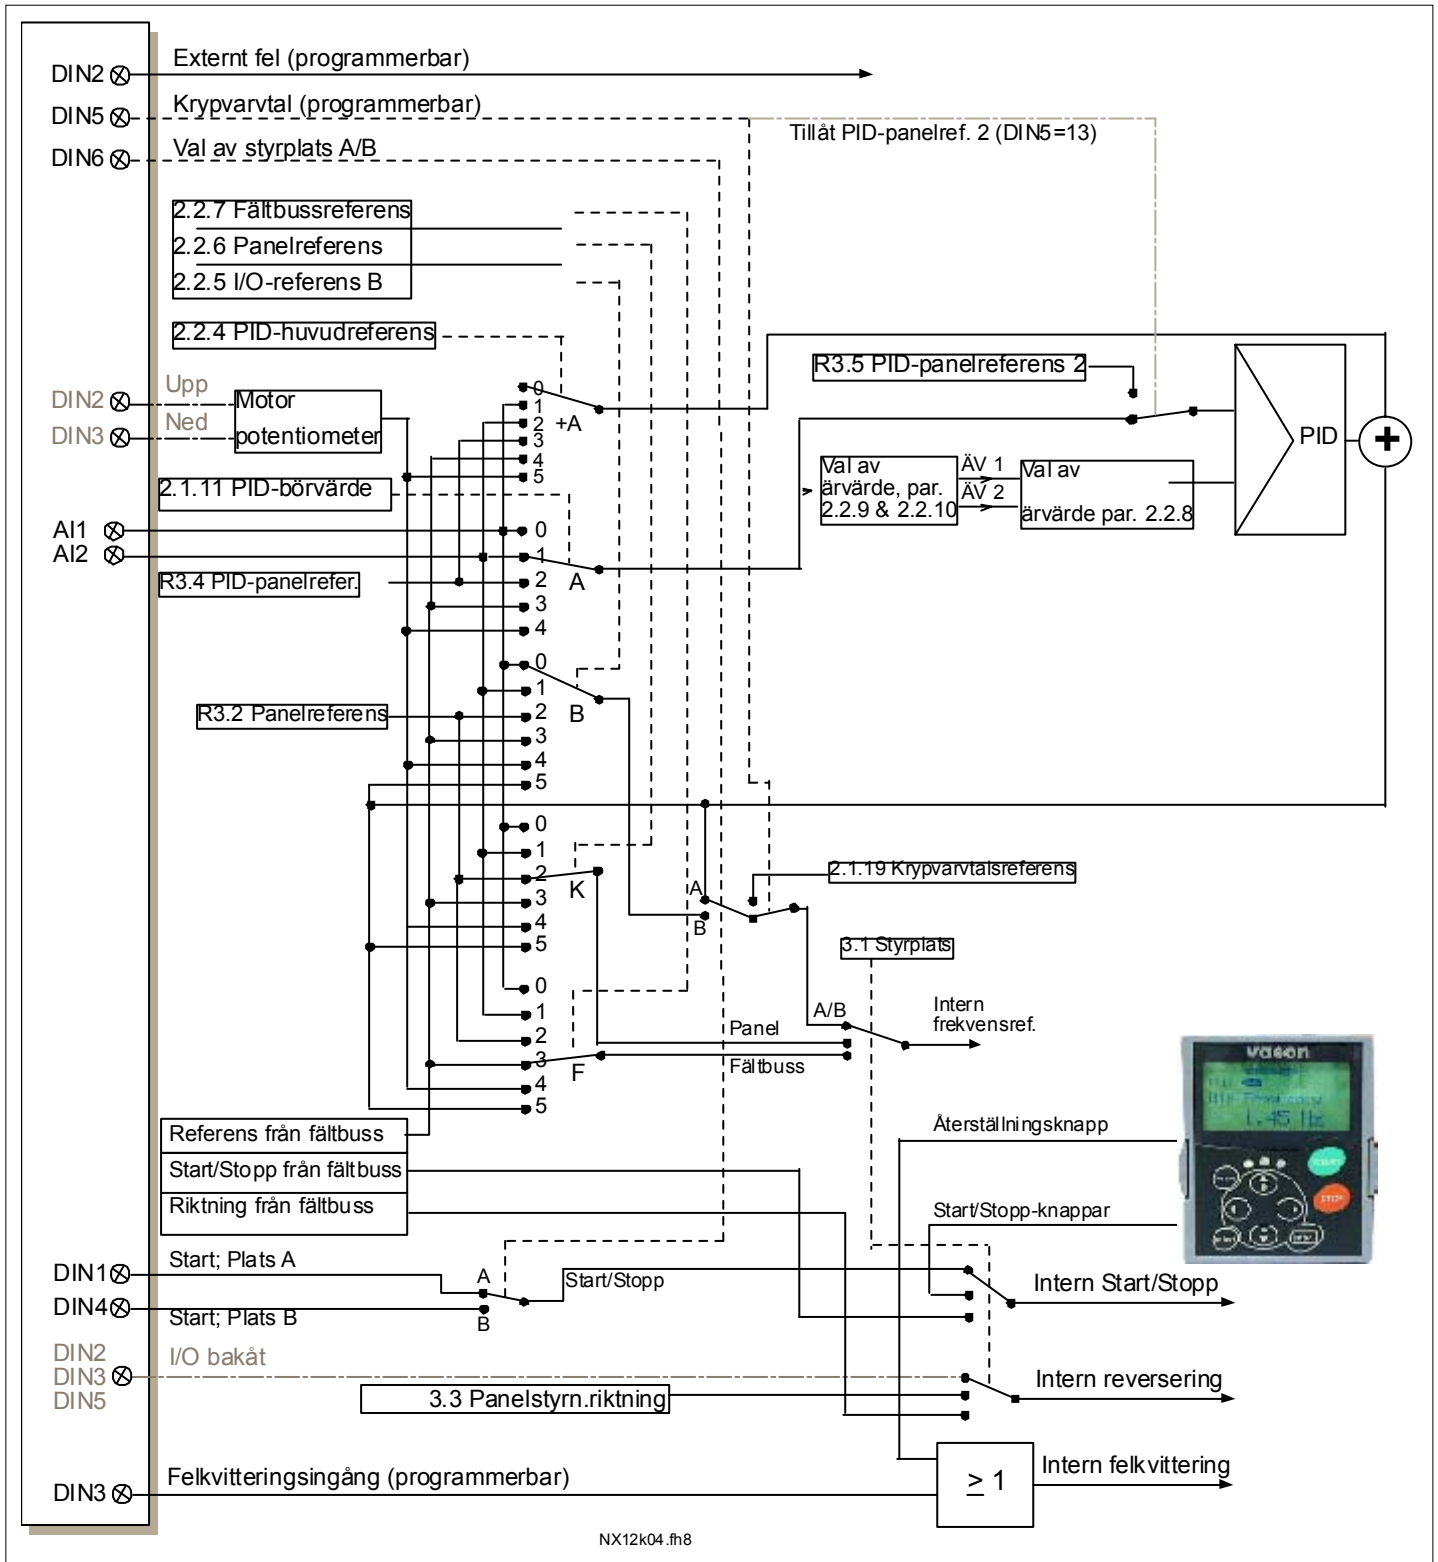 DIN2
Externt fel (programmerbar)
DIN5
Krypvarvtal (programmerbar)
Tillåt PID-panelref. 2 (DIN5=13)
DIN6
Val av styrplats A/B
2.2.7 Fältbussreferens
2.2.6 Panelreferens
2.2.5 I/O-referens B
2.2.4 PID-huvudreferens
R3.5 PID-panelreferens 2
DIN2
Upp
DIN3
Ned
Motor
potentiometer
0
1
2
3
4
5
+A
PID
+
Val av
ärvärde, par.
2.2.9 & 2.2.10
ÄV 1
ÄV 2
Val av
ärvärde par. 2.2.8
2.1.11 PID-börvärde
AI1
AI2
R3.4 PID-panelrefer.
0
1
2
3
4
A
R3.2 Panelreferens
0
1
2
3
4
5
B
0
1
2
3
4
5
K
A
B
2.1.19 Krypvarvtalsreferens
3.1 Styrplats
0
1
2
3
4
5
F
A/B
Panel
Fältbuss
Intern
frekvensref.
vacon
1.45 Hz
START
STOP
Referens från fältbuss
Start/Stopp från fältbuss
Riktning från fältbuss
Återställningsknapp
Start/Stopp-knappar
DIN1
Start; Plats A
DIN4
Start; Plats B
A
B
Start/Stopp
Intern Start/Stopp
DIN2
DIN3
DIN5
I/O bakåt
3.3 Panelstyrn.riktning
Intern reversering
DIN3
Felkvitteringsingång (programmerbar)
≥ 1
Intern felkvittering
NX12k04.fh8